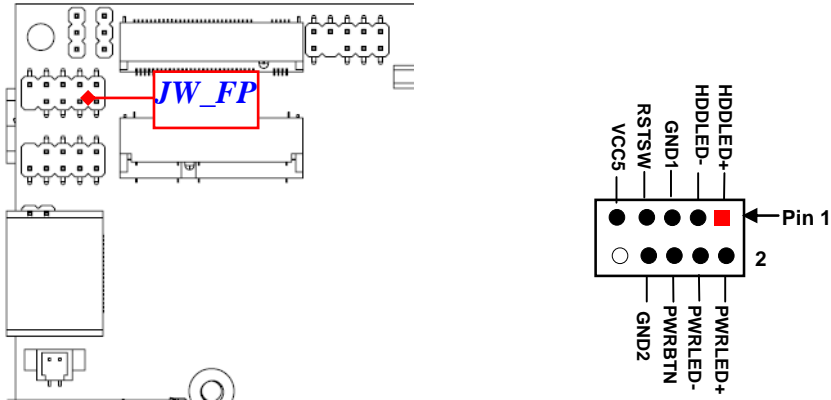 JW_FP
VCC5
RSTSW
GND1
HDDLED-
HDDLED+
Pin 1
2
GND2
PWRBTN
PWRLED-
PWRLED+